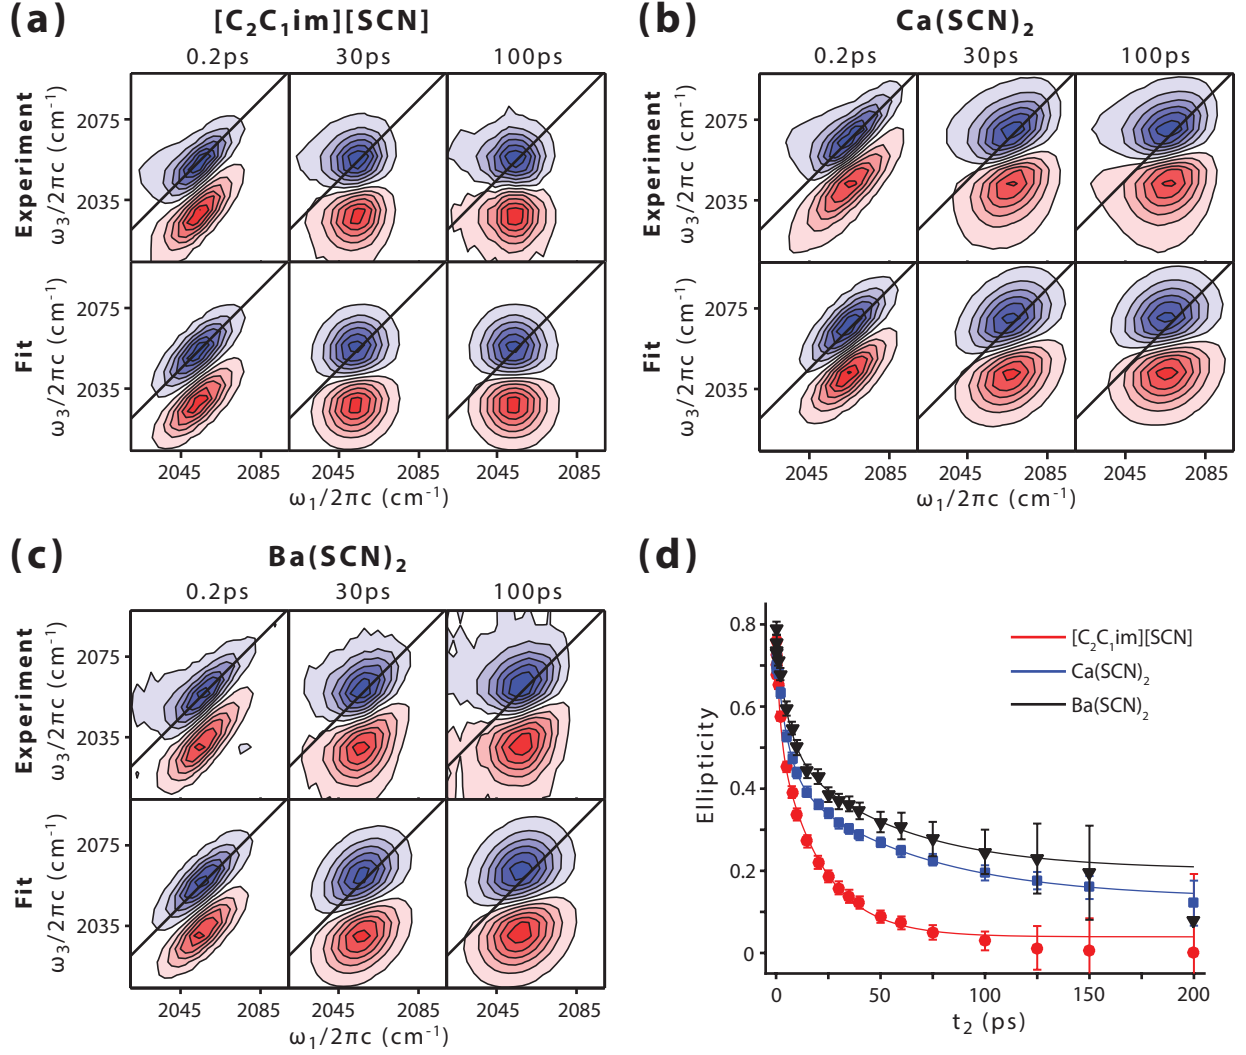 (a)
[C₂C₁im][SCN]
0.2ps 30ps 100ps
Experiment
ω₃/2πc (cm⁻¹)
2075
2035
Fit
ω₃/2πc (cm⁻¹)
2075
2035
2045 2085 2045 2085 2045 2085
ω₁/2πc (cm⁻¹)
(b)
Ca(SCN)₂
0.2ps 30ps 100ps
Experiment
ω₃/2πc (cm⁻¹)
2075
2035
Fit
ω₃/2πc (cm⁻¹)
2075
2035
2045 2085 2045 2085 2045 2085
ω₁/2πc (cm⁻¹)
(c)
Ba(SCN)₂
0.2ps 30ps 100ps
Experiment
ω₃/2πc (cm⁻¹)
2075
2035
Fit
ω₃/2πc (cm⁻¹)
2075
2035
2045 2085 2045 2085 2045 2085
ω₁/2πc (cm⁻¹)
(d)
Ellipticity
0.8
0.6
0.4
0.2
0
[C₂C₁im][SCN]
Ca(SCN)₂
Ba(SCN)₂
0 50 100 150 200
t₂ (ps)